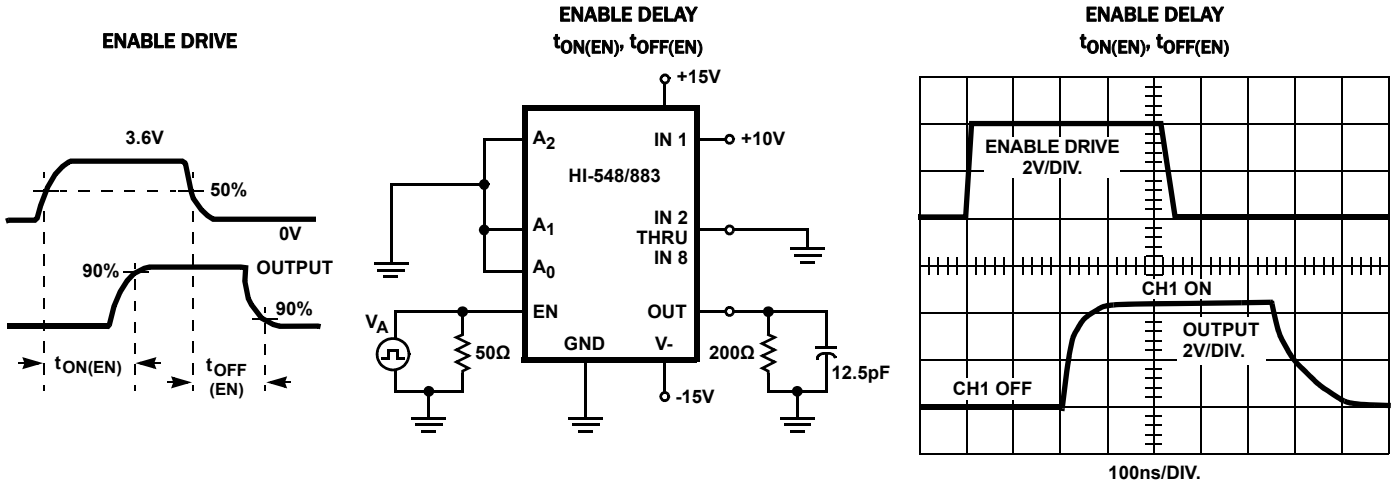 ENABLE DRIVE
3.6V
50%
0V
90%
OUTPUT
90%
tON(EN)
tOFF
(EN)
ENABLE DELAY
tON(EN), tOFF(EN)
+15V
A2
IN 1
+10V
HI-548/883
IN 2
THRU
IN 8
A1
A0
EN
OUT
VA
50Ω
GND
V-
200Ω
12.5pF
-15V
ENABLE DELAY
tON(EN), tOFF(EN)
ENABLE DRIVE
2V/DIV.
CH1 ON
OUTPUT
2V/DIV.
CH1 OFF
100ns/DIV.